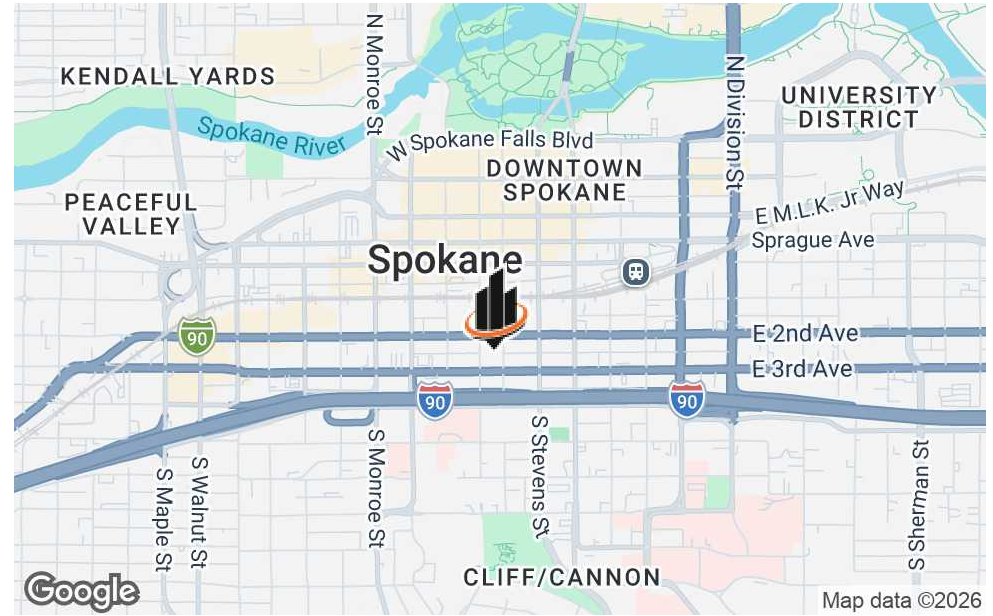 N Monroe St
KENDALL YARDS
N Division St
UNIVERSITY
DISTRICT
Spokane River
W Spokane Falls Blvd
DOWNTOWN
SPOKANE
PEACEFUL
VALLEY
E M.L.K. Jr Way
Sprague Ave
Spokane
90
E 2nd Ave
E 3rd Ave
90
90
S Maple St
S Walnut St
S Monroe St
S Stevens St
S Sherman St
CLIFF/CANNON
Google
Map data ©2026